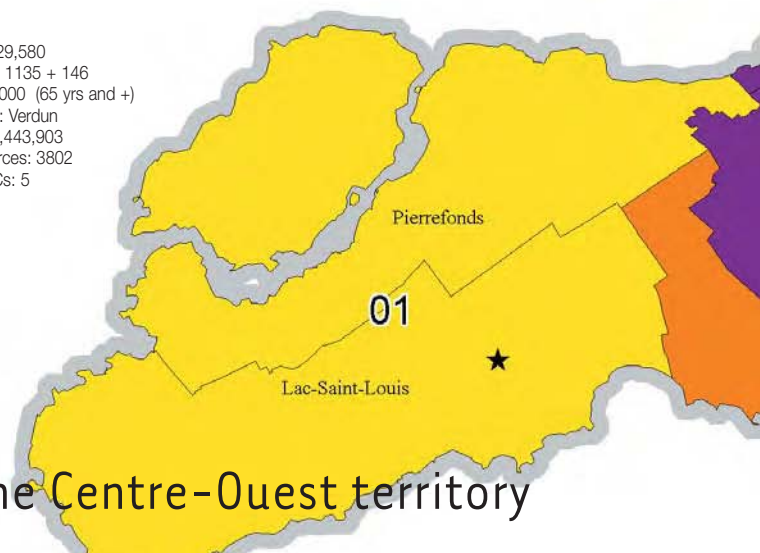 29,580
1135 + 146
000 (65 yrs and +)
: Verdun
,443,903
rces: 3802
Cs: 5
Pierrefonds
01
Lac-Saint-Louis
ne Centre-Ouest territory